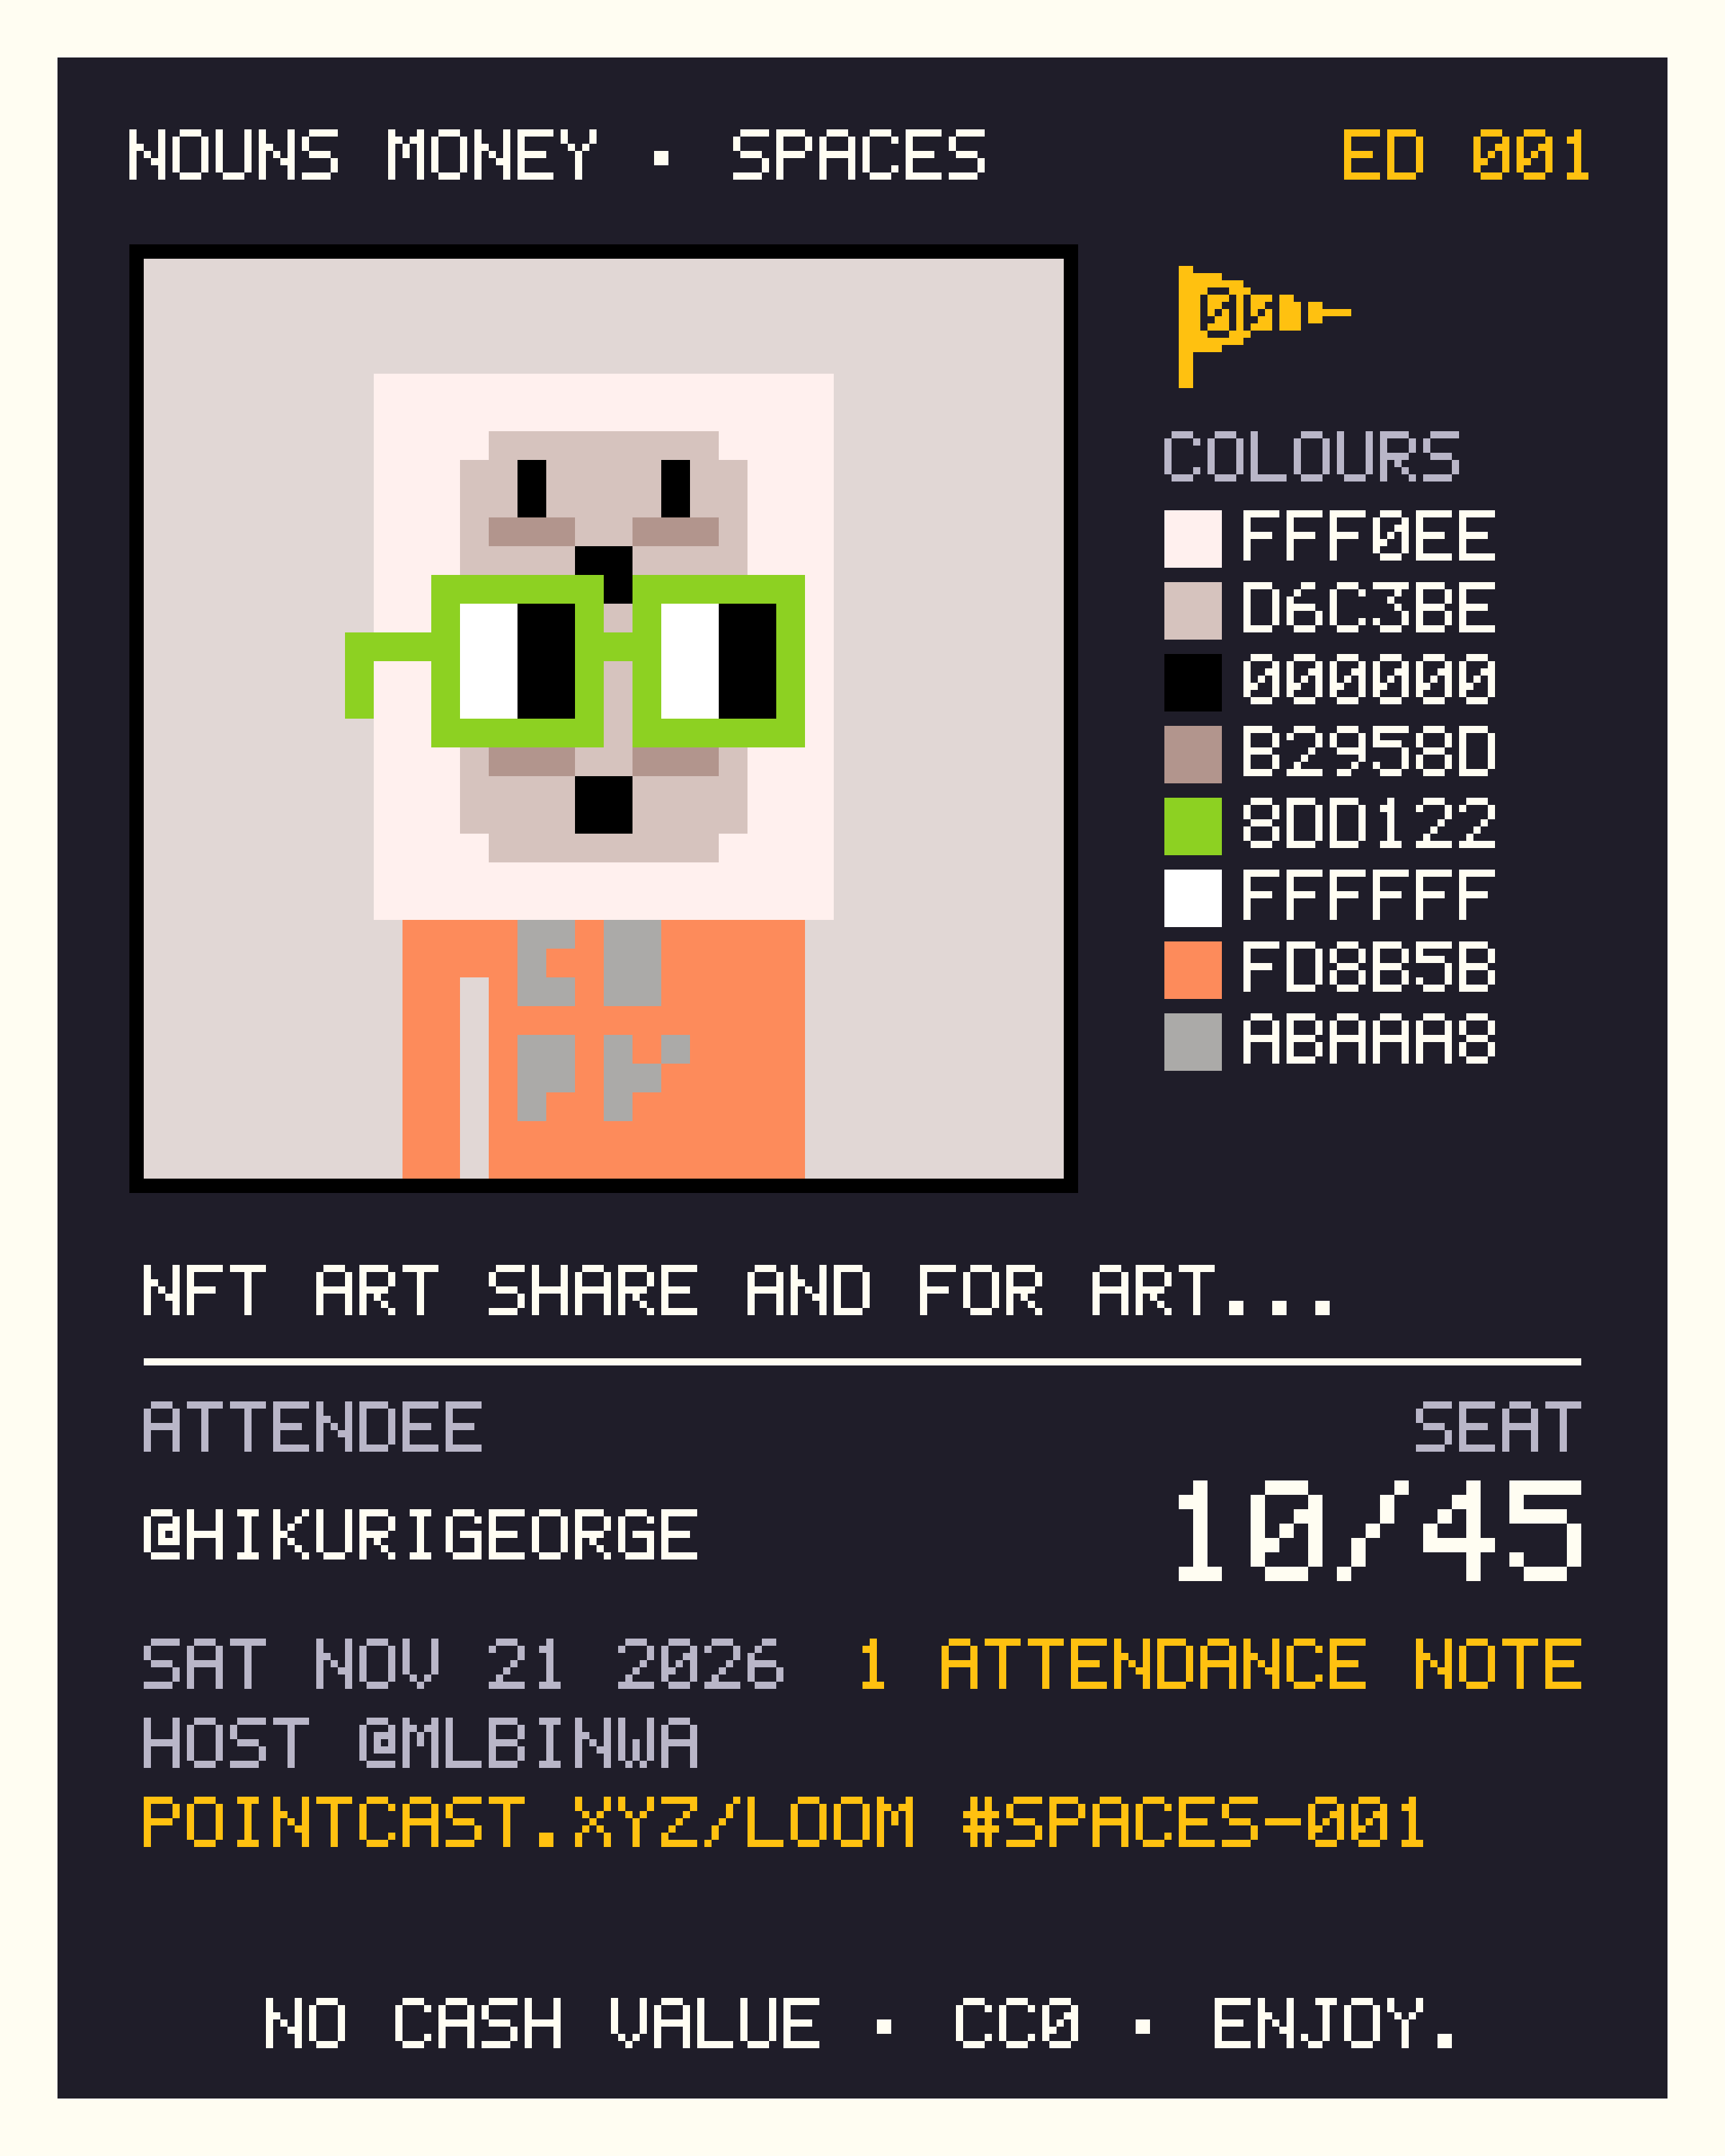 NOUNS MONEY · SPACES
ED 001
COLOURS
FFF0EE
D6C3BE
000000
B2958D
8DD122
FFFFFF
FD8B5B
ABAAA8
NFT ART SHARE AND FOR ART...
ATTENDEE
SEAT
@HIKURIGEORGE
10/45
SAT NOV 21 2026
1 ATTENDANCE NOTE
HOST @MLBINWA
POINTCAST.XYZ/LOOM #SPACES-001
NO CASH VALUE · CC0 · ENJOY.